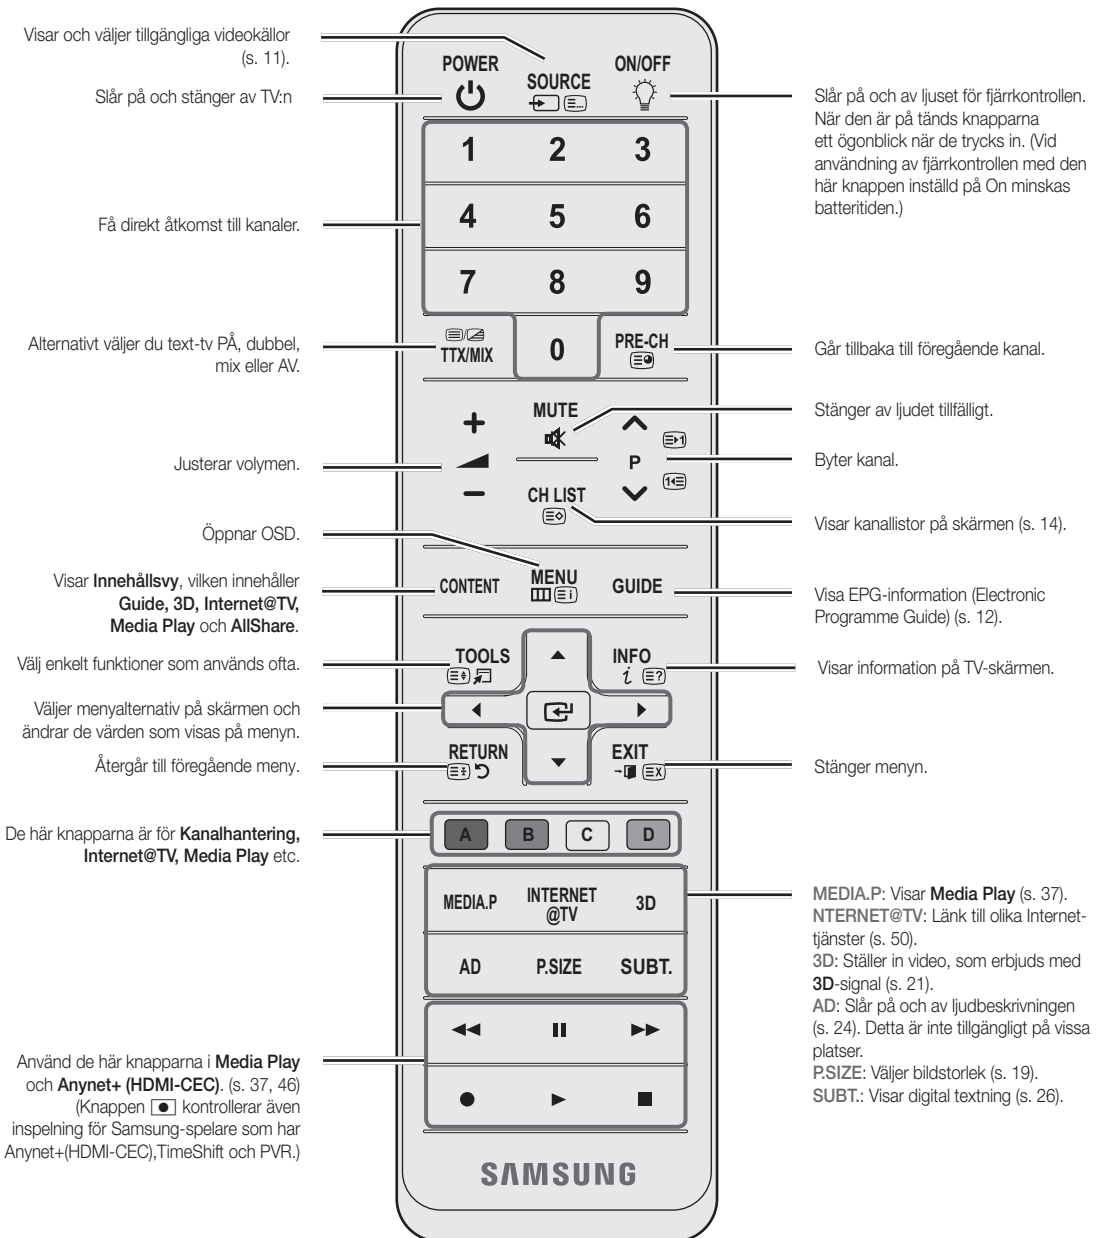 Visar och väljer tillgängliga videokällor
(s. 11).
Slår på och stänger av TV:n
Få direkt åtkomst till kanaler.
Alternativt väljer du text-tv PÅ, dubbel,
mix eller AV.
Justerar volymen.
Öppnar OSD.
Visar Innehållsvy, vilken innehåller
Guide, 3D, Internet@TV,
Media Play och AllShare.
Välj enkelt funktioner som används ofta.
Väljer menyalternativ på skärmen och
ändrar de värden som visas på menyn.
Återgår till föregående meny.
De här knapparna är för Kanalhantering,
Internet@TV, Media Play etc.
Använd de här knapparna i Media Play
och Anynet+ (HDMI-CEC). (s. 37, 46)
(Knappen kontrollerar även
inspelning för Samsung-spelare som har
Anynet+(HDMI-CEC),TimeShift och PVR.)
POWER
SOURCE
ON/OFF
1 2 3
4 5 6
7 8 9
TTX/MIX
0
PRE-CH
MUTE
P
CH LIST
CONTENT
MENU
GUIDE
TOOLS
INFO
RETURN
EXIT
A B C D
MEDIA.P
INTERNET
@TV
3D
AD
P.SIZE
SUBT.
SAMSUNG
Slår på och av ljuset för fjärrkontrollen.
När den är på tänds knapparna
ett ögonblick när de trycks in. (Vid
användning av fjärrkontrollen med den
här knappen inställd på On minskas
batteritiden.)
Går tillbaka till föregående kanal.
Stänger av ljudet tillfälligt.
Byter kanal.
Visar kanallistor på skärmen (s. 14).
Visa EPG-information (Electronic
Programme Guide) (s. 12).
Visar information på TV-skärmen.
Stänger menyn.
MEDIA.P: Visar Media Play (s. 37).
NTERNET@TV: Länk till olika Internet-
tjänster (s. 50).
3D: Ställer in video, som erbjuds med
3D-signal (s. 21).
AD: Slår på och av ljudbeskrivningen
(s. 24). Detta är inte tillgängligt på vissa
platser.
P.SIZE: Väljer bildstorlek (s. 19).
SUBT.: Visar digital textning (s. 26).